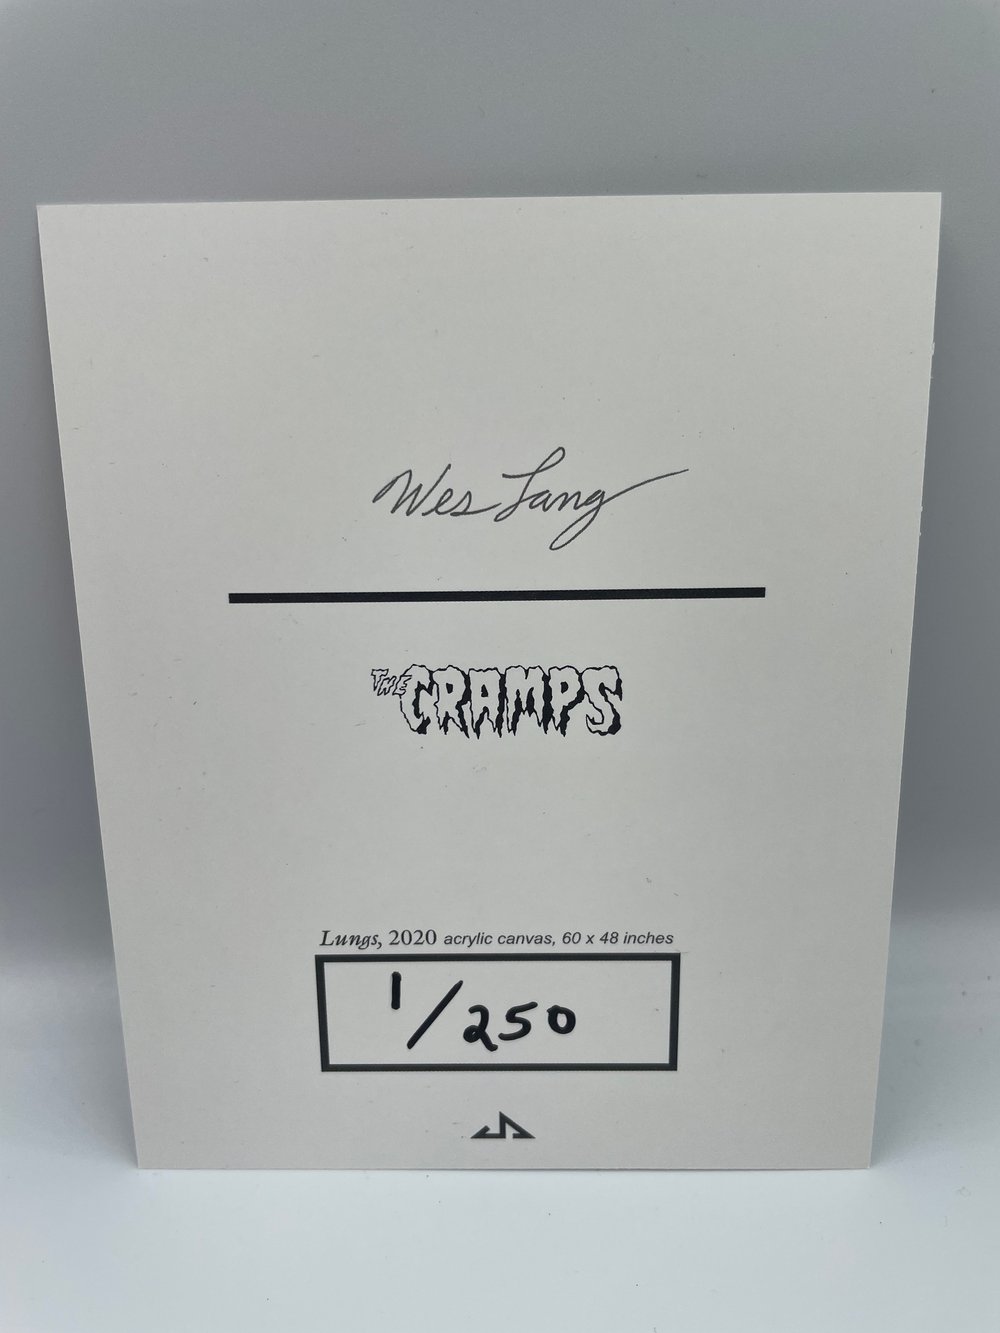 Wes Lang
THE CRAMPS
Lungs, 2020 acrylic canvas, 60 x 48 inches
1/250